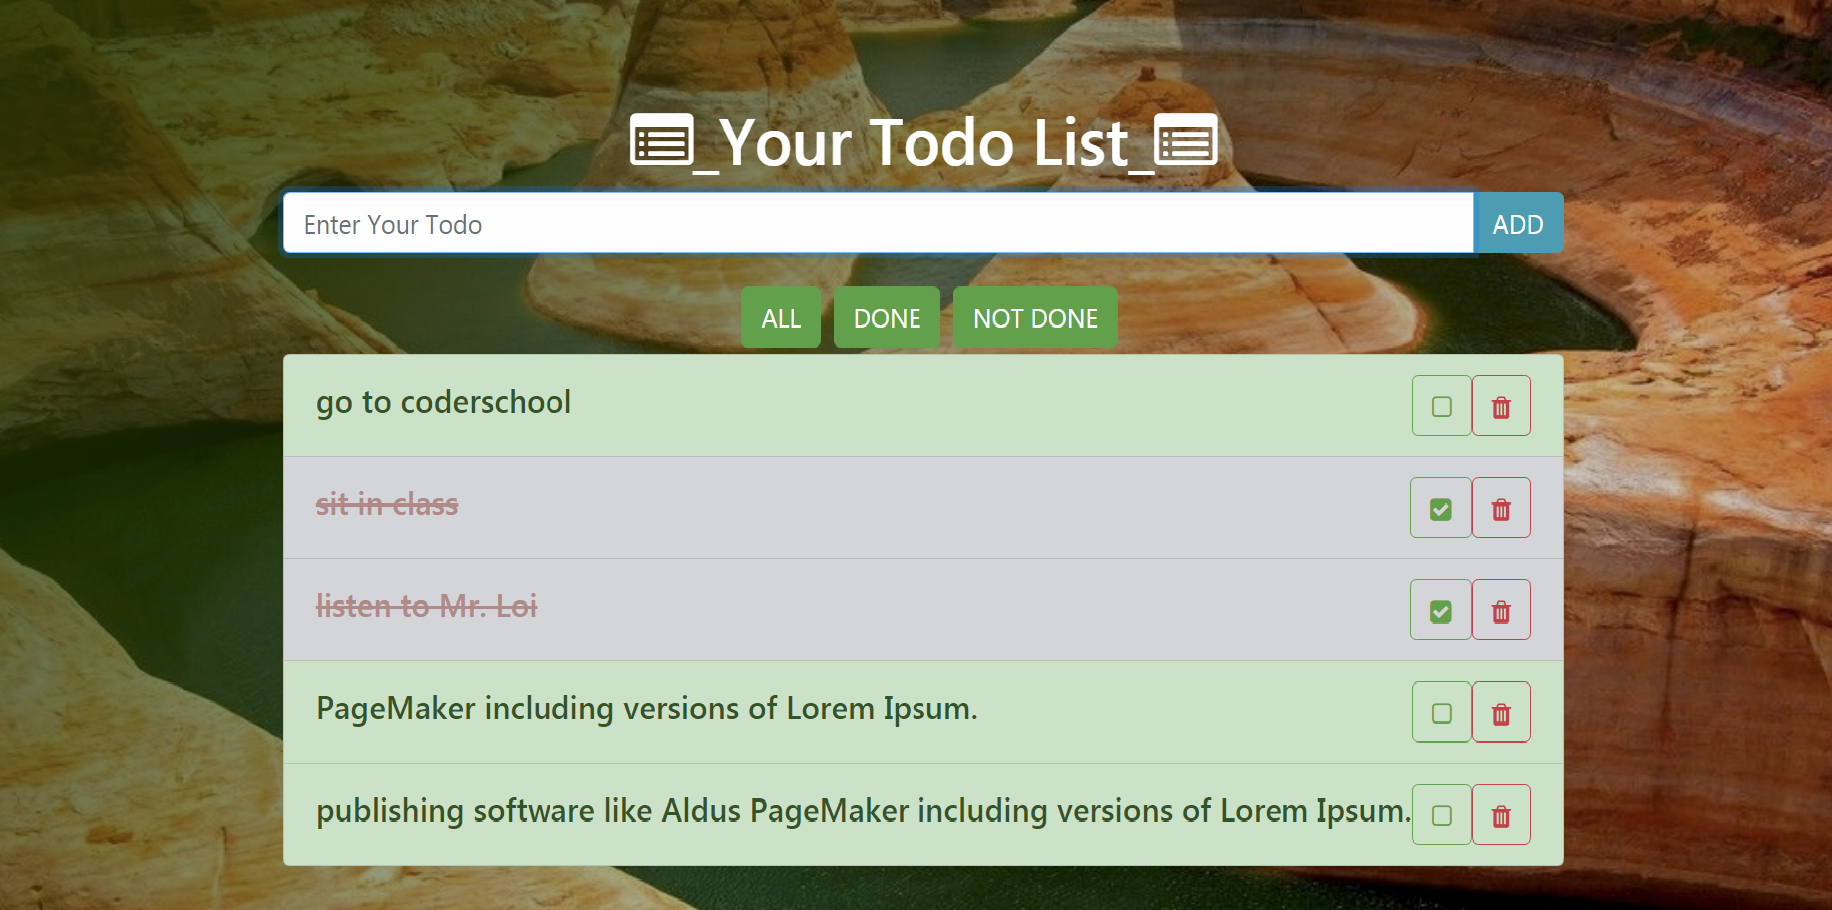 _Your Todo List_
Enter Your Todo
ADD
ALL
DONE
NOT DONE
go to coderschool
sit in class
listen to Mr. Loi
PageMaker including versions of Lorem Ipsum.
publishing software like Aldus PageMaker including versions of Lorem Ipsum.